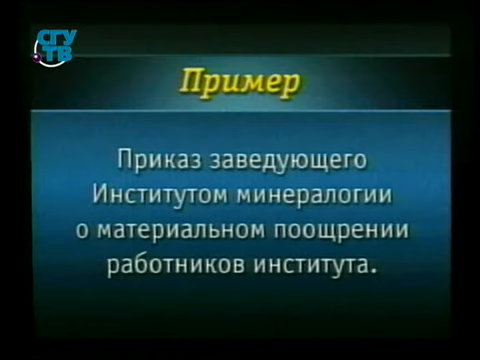 СГУ
ТВ
Пример
Приказ заведующего
Институтом минералогии
о материальном поощрении
работников института.